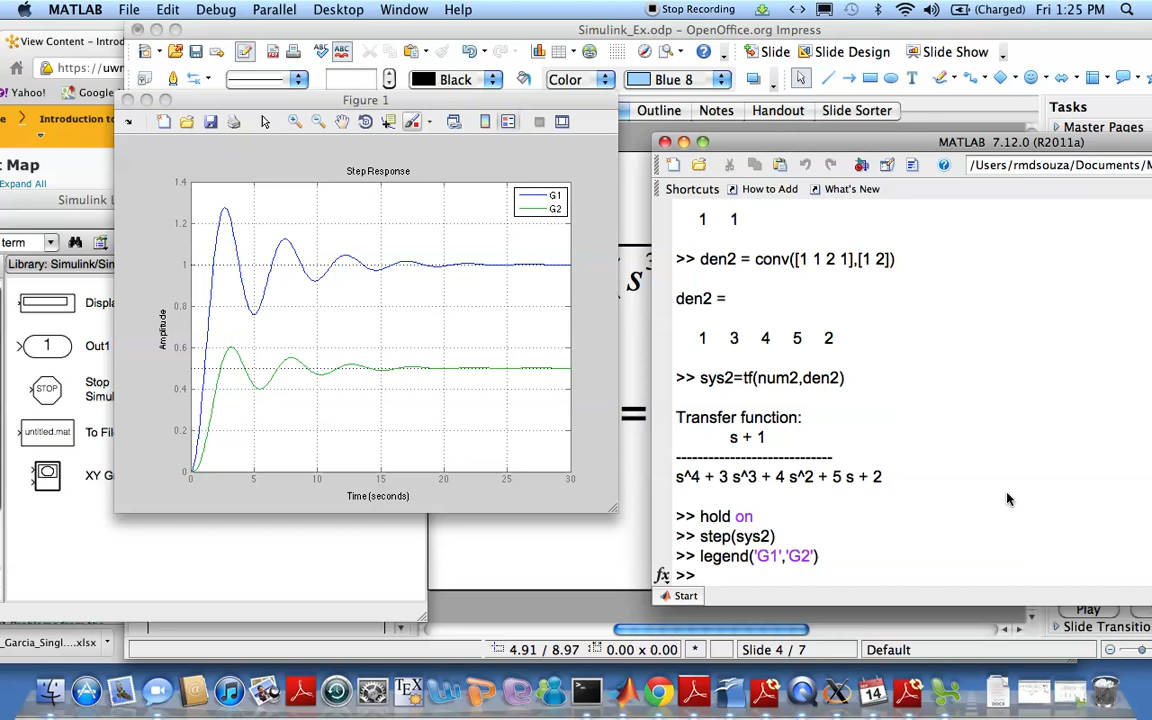 MATLAB File Edit Debug Parallel Desktop Window Help Stop Recording (Charged) Fri 1:25 PM
View Content – Introd
https://uwn
Yahoo! Google
Introduction to
t Map
Expand All
Simulink L
term
Library: Simulink/Sin
Displa
1 Out1
STOP Stop
Simul
untitled.mat To File
XY G
_Garcia_Singl....xlsx
Simulink_Ex.odp - OpenOffice.org Impress
Slide Slide Design Slide Show
Black Color Blue 8
Outline Notes Handout Slide Sorter
Tasks
Master Pages
Figure 1
Step Response
G1
G2
1.4
1.2
1
0.8
0.6
0.4
0.2
0
Amplitude
0 5 10 15 20 25 30
Time (seconds)
( s 3
=
MATLAB 7.12.0 (R2011a)
/Users/rmdsouza/Documents/M
Shortcuts How to Add What's New
1 1
>> den2 = conv([1 1 2 1],[1 2])
den2 =
1 3 4 5 2
>> sys2=tf(num2,den2)
Transfer function:
s + 1
-----------------------------
s^4 + 3 s^3 + 4 s^2 + 5 s + 2
>> hold on
>> step(sys2)
>> legend('G1','G2')
fx >>
Start
Play
Slide Transitio
4.91 / 8.97 0.00 x 0.00 * Slide 4 / 7 Default
TEX
14
DOCX